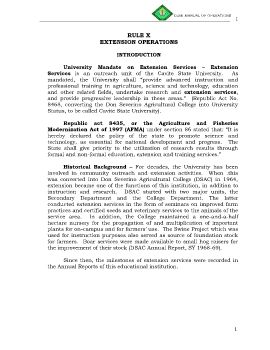 CVSU MANUAL OF OPERATIONS
RULE X
EXTENSION OPERATIONS
INTRODUCTION
University Mandate on Extension Services – Extension
Services is an outreach unit of the Cavite State University. As
mandated, the University shall "provide advanced instruction and
professional training in agriculture, science and technology, education
and other related fields, undertake research and extension services,
and provide progressive leadership in these areas." (Republic Act No.
8468, converting the Don Severino Agricultural College into University
Status, to be called Cavite State University).
Republic act 8435, or the Agriculture and Fisheries
Modernization Act of 1997 (AFMA) under section 86 stated that: "It is
hereby declared the policy of the state to promote science and
technology, as essential for national development and progress. The
State shall give priority to the utilization of research results through
formal and non-formal education, extension and training services."
Historical Background – For decades, the University has been
involved in community outreach and extension activities. When this
was converted into Don Severino Agricultural College (DSAC) in 1964,
extension became one of the functions of this institution, in addition to
instruction and research. DSAC started with two major units, the
Secondary Department and the College Department. The latter
conducted extension services in the form of seminars on improved farm
practices and certified seeds and veterinary services to the animals of the
service area. In addition, the College maintained a one-and-a-half
hectare nursery for the propagation of and multiplication of important
plants for on-campus and for farmers' use. The Swine Project which was
used for instruction purposes also served as source of foundation stock
for farmers. Boar services were made available to small hog raisers for
the improvement of their stock (DSAC Annual Report, SY 1968-69).
Since then, the milestones of extension services were recorded in
the Annual Reports of this educational institution.
1